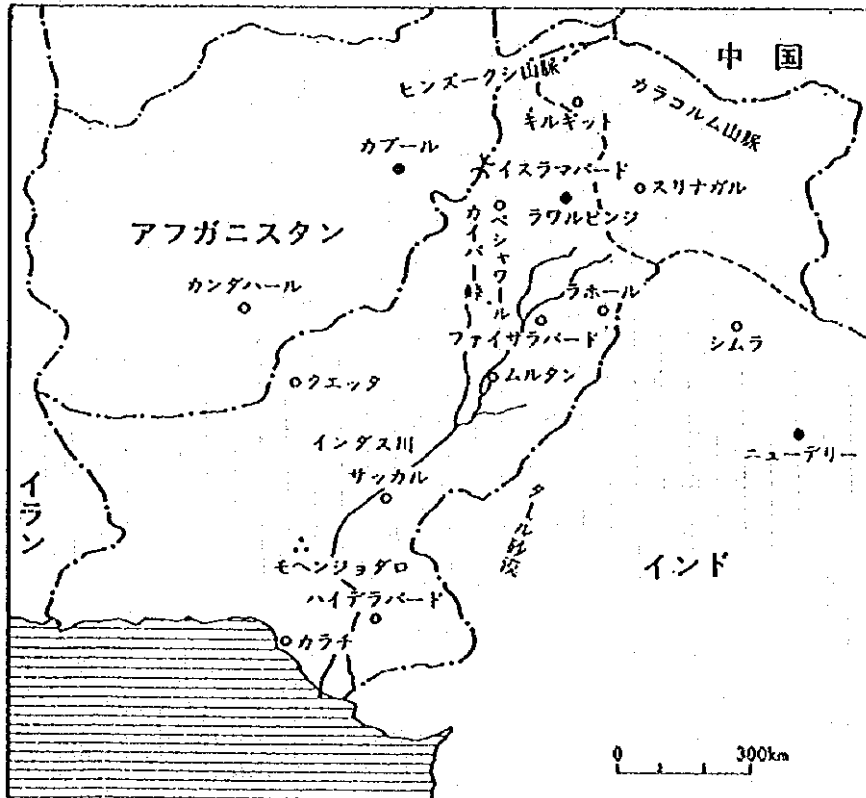 中国
ヒンズークシ山脈
カラコルム山脈
キルギット
カブール
イスラマバード
スリナガル
ラワルピンジ
ペシャワール
カイバー峠
アフガニスタン
カンダハール
ラホール
ファイサラバード
シムラ
ムルタン
クエッタ
ニューデリー
インダス川
サッカル
イラン
タール砂漠
モヘンジョダロ
インド
ハイデラバード
カラチ
0 300km